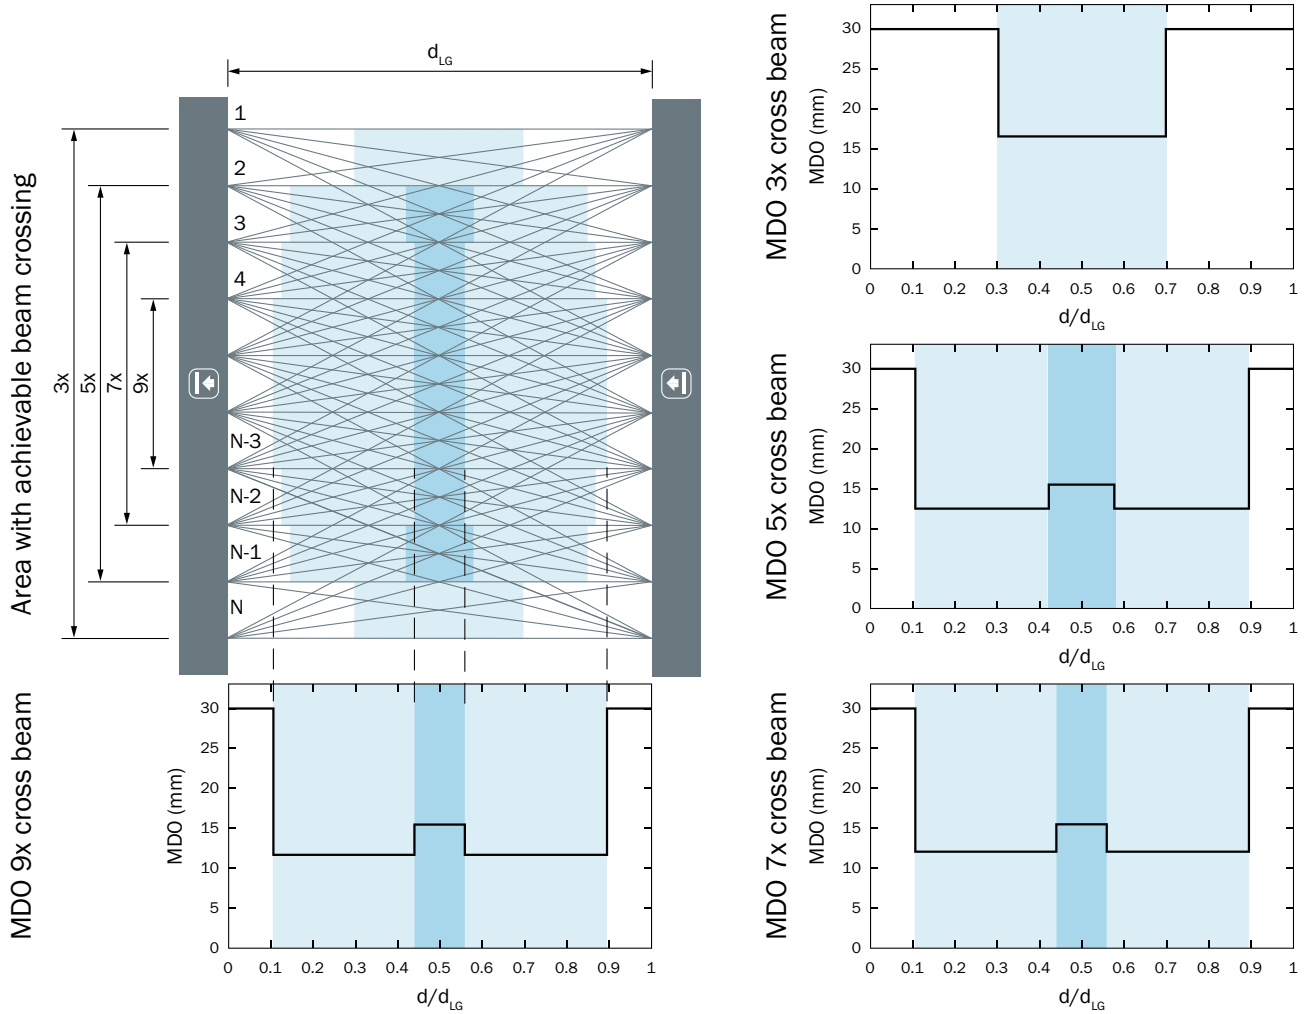 d_LG
1
2
3
4
N-3
N-2
N-1
N
Area with achievable beam crossing
3x
5x
7x
9x
MDO 3x cross beam
MDO (mm)
30
25
20
15
10
5
0
0 0.1 0.2 0.3 0.4 0.5 0.6 0.7 0.8 0.9 1
d/d_LG
MDO 5x cross beam
MDO (mm)
30
25
20
15
10
5
0
0 0.1 0.2 0.3 0.4 0.5 0.6 0.7 0.8 0.9 1
d/d_LG
MDO 9x cross beam
MDO (mm)
30
25
20
15
10
5
0
0 0.1 0.2 0.3 0.4 0.5 0.6 0.7 0.8 0.9 1
d/d_LG
MDO 7x cross beam
MDO (mm)
30
25
20
15
10
5
0
0 0.1 0.2 0.3 0.4 0.5 0.6 0.7 0.8 0.9 1
d/d_LG